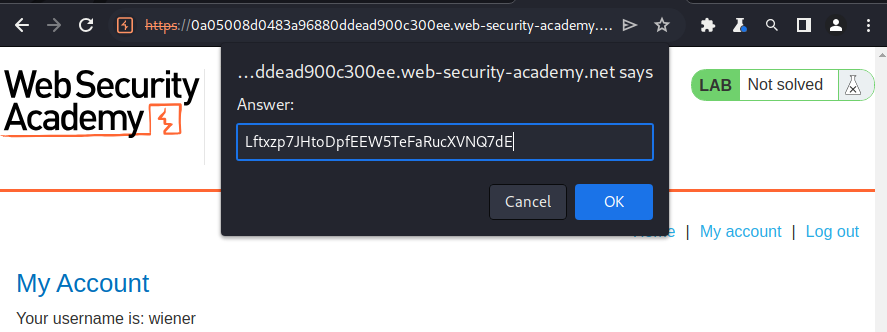 https://0a05008d0483a96880ddead900c300ee.web-security-academy....
...ddead900c300ee.web-security-academy.net says
Answer:
Lftxzp7JHtoDpfEEW5TeFaRucXVNQ7dE
Cancel OK
Web Security
Academy
LAB Not solved
Home | My account | Log out
My Account
Your username is: wiener